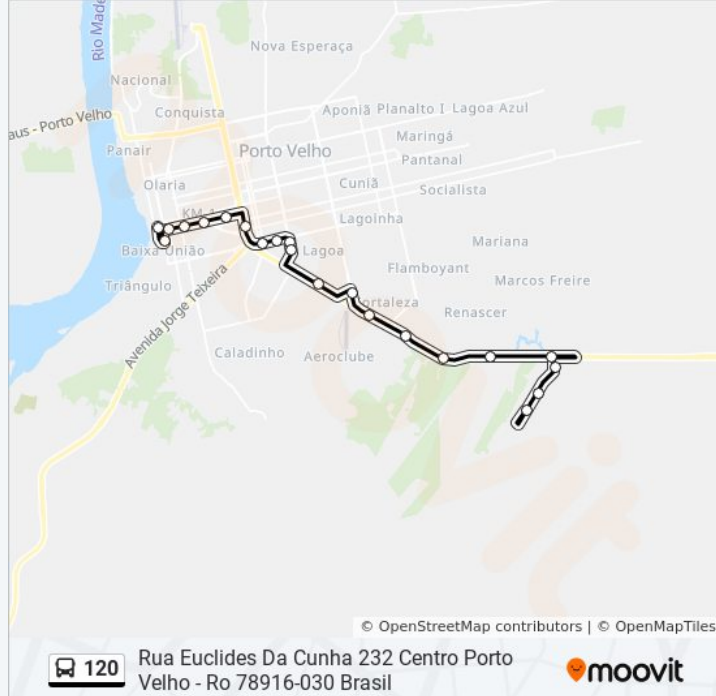 Rio Made
Nova Esperança
Nacional
Conquista
Aponiã Planalto I Lagoa Azul
aus - Porto Velho
Maringá
Panair
Porto Velho
Pantanal
Olaria
Cuniã
Socialista
KM
Lagoinha
Mariana
Baixa União
Lagoa
Flamboyant
Triângulo
Marcos Freire
ortaleza
Renascer
Avenida Jorge Teixeira
Caladinho
Aeroclube
© OpenStreetMap contributors | © OpenMapTiles
120
Rua Euclides Da Cunha 232 Centro Porto
Velho - Ro 78916-030 Brasil
moovit